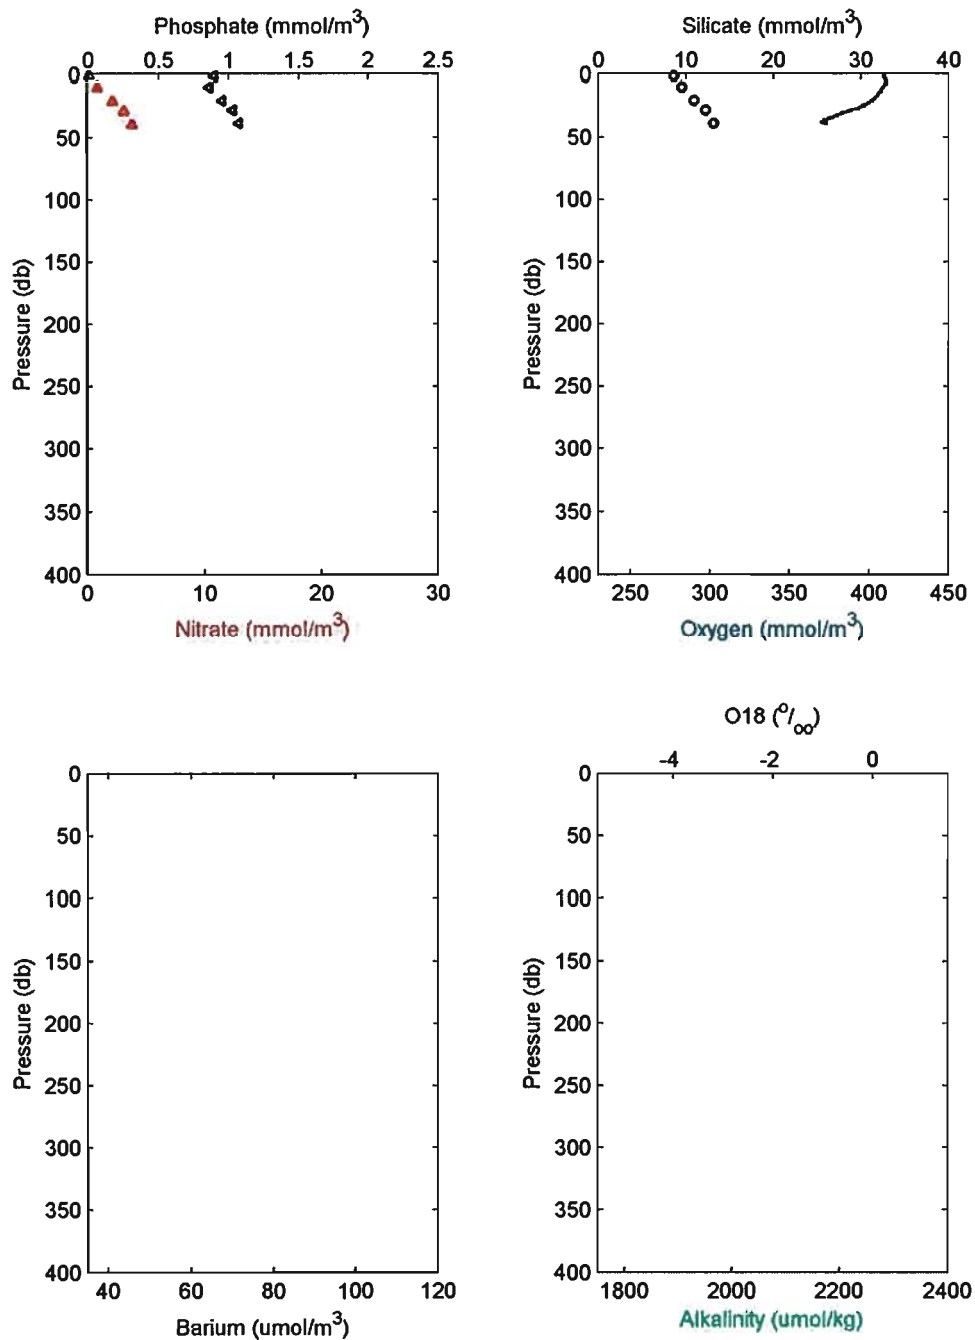 Phosphate (mmol/m³) Silicate (mmol/m³)
0 0.5 1 1.5 2 2.5 0 10 20 30 40
0 0
50 50
100 100
150 150
200 200
250 250
300 300
350 350
400 400
Pressure (db) Pressure (db)
0 10 20 30 250 300 350 400 450
Nitrate (mmol/m³) Oxygen (mmol/m³)
O18 (°/₀₀)
-4 -2 0
0 0
50 50
100 100
150 150
200 200
250 250
300 300
350 350
400 400
Pressure (db) Pressure (db)
40 60 80 100 120 1800 2000 2200 2400
Barium (umol/m³) Alkalinity (umol/kg)